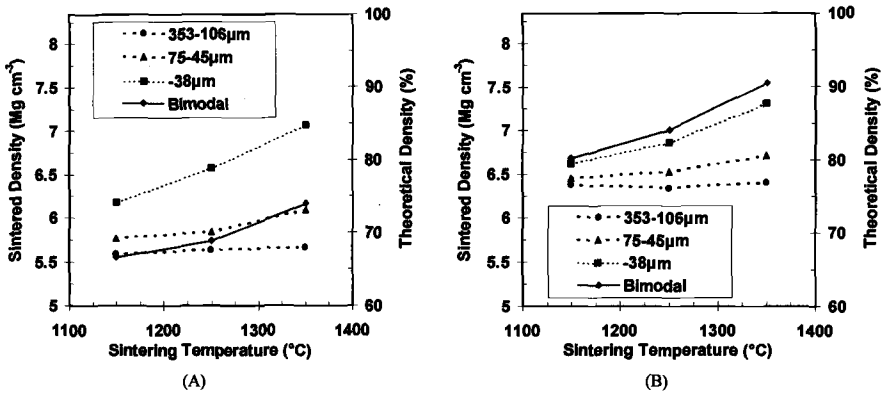 353-106µm
75-45µm
-38µm
Bimodal
Sintered Density (Mg cm-3)
8
7.5
7
6.5
6
5.5
5
100
90
80
70
60
Theoretical Density (%)
1100 1200 1300 1400
Sintering Temperature (°C)
(A)
Sintered Density (Mg cm-3)
8
7.5
7
6.5
6
5.5
5
353-106µm
75-45µm
-38µm
Bimodal
100
90
80
70
60
Theoretical Density (%)
1100 1200 1300 1400
Sintering Temperature (°C)
(B)